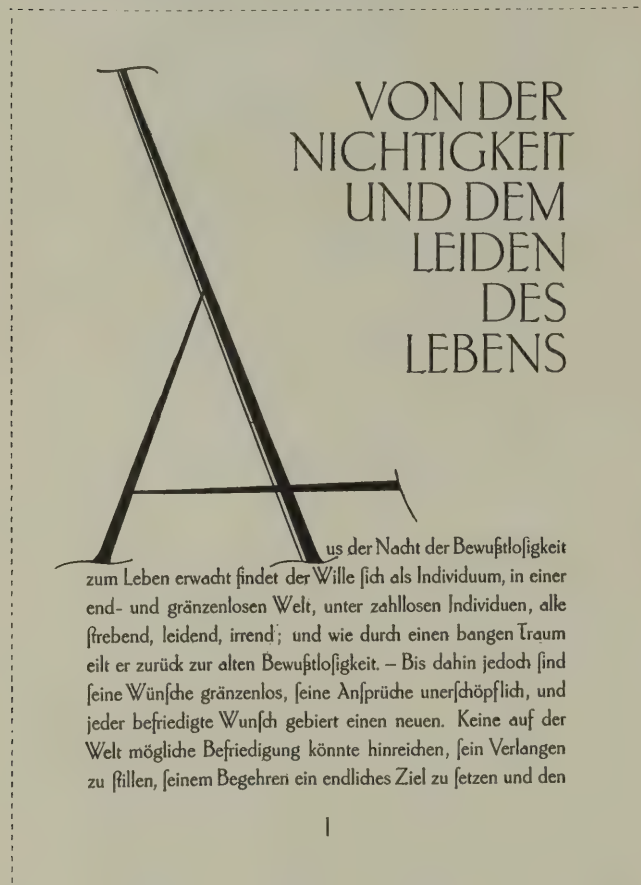 VON DER
NICHTIGKEIT
UND DEM
LEIDEN
DES
LEBENS
Aus der Nacht der Bewußtloſigkeit
zum Leben erwacht findet der Wille ſich als Individuum, in einer
end- und gränzenloſen Welt, unter zahlloſen Individuen, alle
ſtrebend, leidend, irrend; und wie durch einen bangen Traum
eilt er zurück zur alten Bewußtloſigkeit. – Bis dahin jedoch ſind
ſeine Wünſche gränzenlos, ſeine Anſprüche unerſchöpflich, und
jeder befriedigte Wunſch gebiert einen neuen. Keine auf der
Welt mögliche Befriedigung könnte hinreichen, ſein Verlangen
zu ſtillen, ſeinem Begehren ein endliches Ziel zu ſetzen und den
1